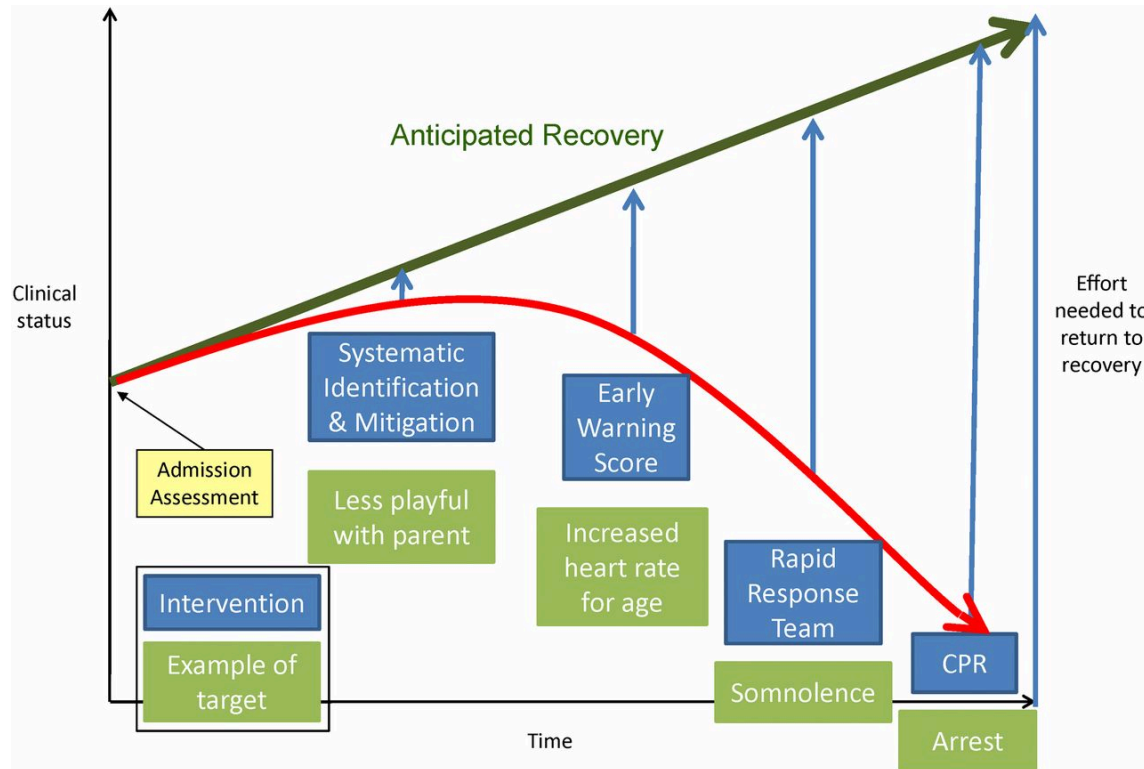 Anticipated Recovery
Clinical
status
Effort
needed to
return to
recovery
Systematic
Identification
& Mitigation
Early
Warning
Score
Admission
Assessment
Less playful
with parent
Increased
heart rate
for age
Rapid
Response
Team
Intervention
Example of
target
CPR
Somnolence
Time
Arrest